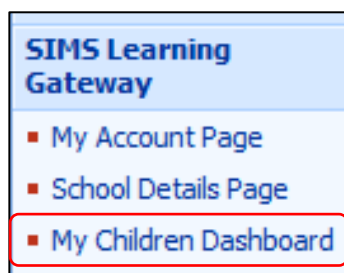 SIMS Learning
Gateway
My Account Page
School Details Page
My Children Dashboard